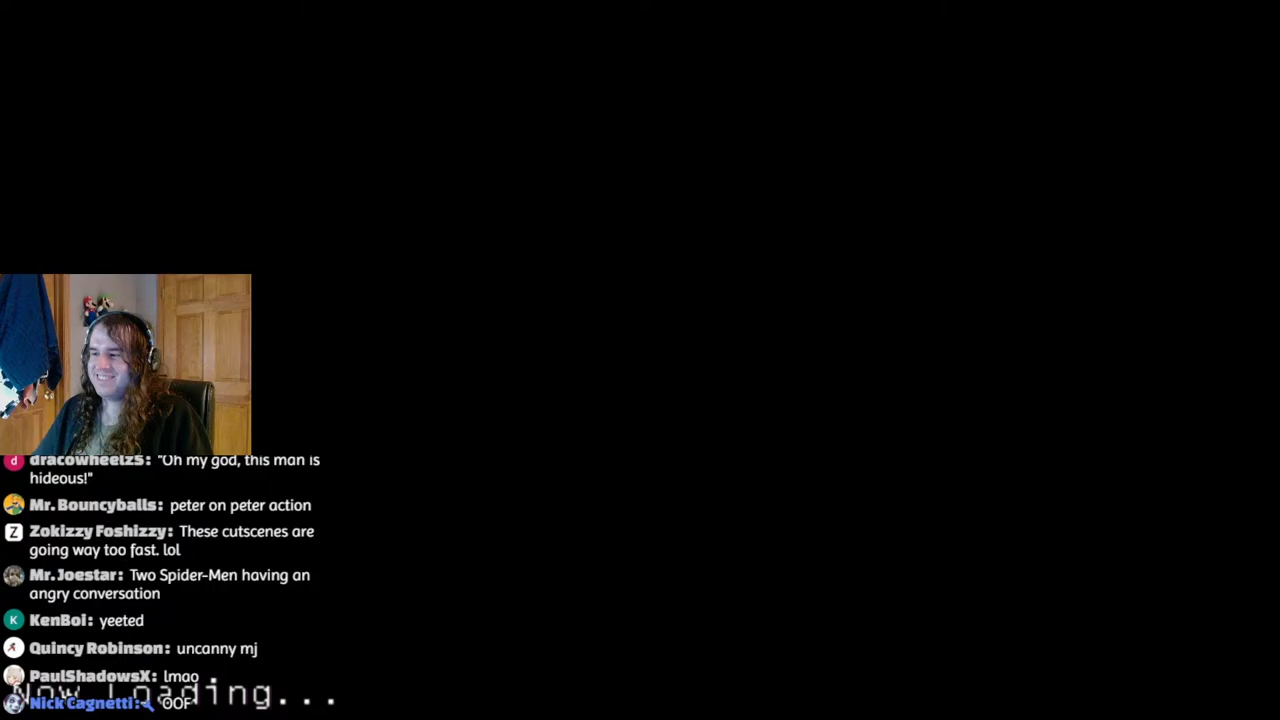 dracowheelzS: "Oh my god, this man is
hideous!"
Mr. Bouncyballs: peter on peter action
Z Zokizzy Foshizzy: These cutscenes are
going way too fast. lol
Mr. Joestar: Two Spider-Men having an
angry conversation
K KenBoi: yeeted
Quincy Robinson: uncanny mj
PaulShadowsX: lmao
Now Loading...
Nick Cagnetti: OOF